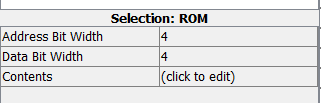 Selection: ROM
Address Bit Width 4
Data Bit Width 4
Contents (click to edit)